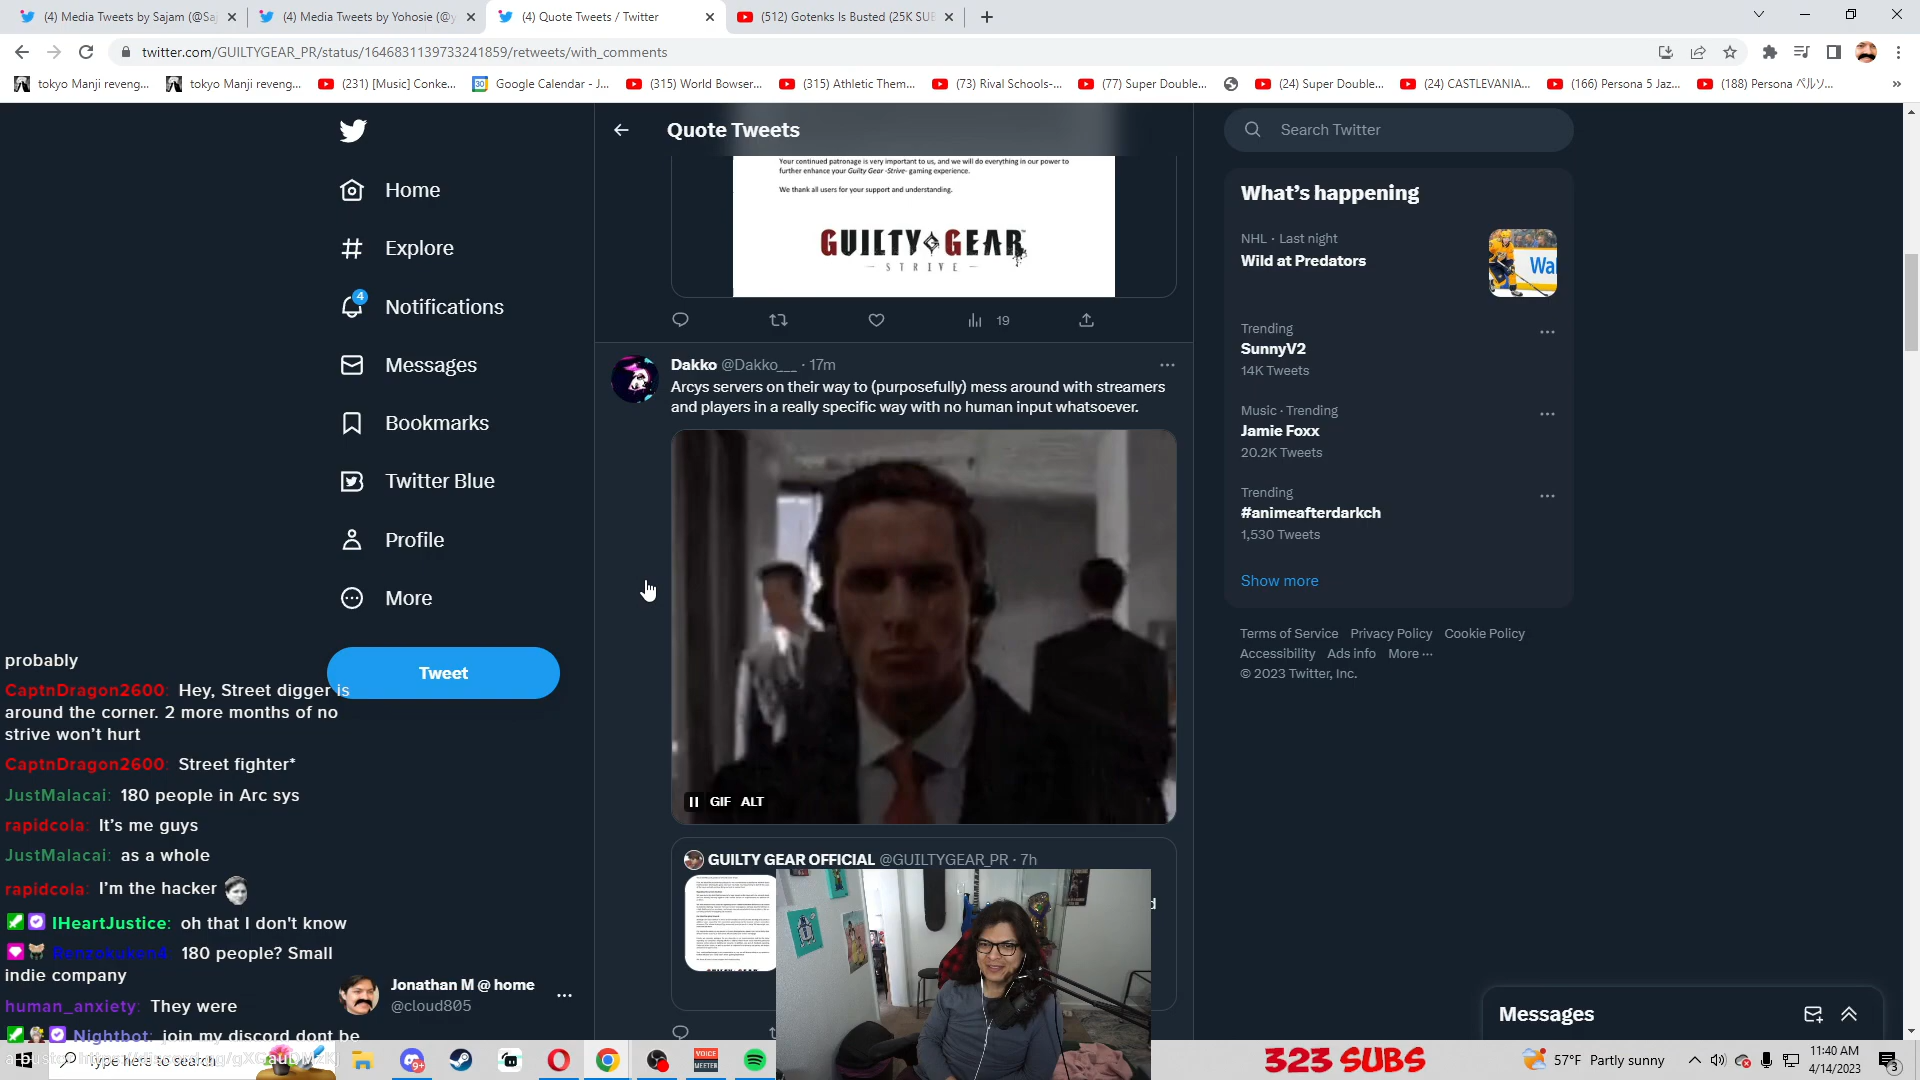 (4) Media Tweets by Sajam (@Sa
(4) Media Tweets by Yohosie (@y
(4) Quote Tweets / Twitter
(512) Gotenks Is Busted (25K SUB
twitter.com/GUILTYGEAR_PR/status/1646831139733241859/retweets/with_comments
tokyo Manji reveng...
tokyo Manji reveng...
(231) [Music] Conke...
Google Calendar - J...
(315) World Bowser...
(315) Athletic Them...
(73) Rival Schools-...
(77) Super Double...
(24) Super Double...
(24) CASTLEVANIA...
(166) Persona 5 Jaz...
(188) Persona ペルソ...
Home
Explore
4
Notifications
Messages
Bookmarks
Twitter Blue
Profile
More
Tweet
Quote Tweets
Your continued patronage is very important to us, and we will do everything in our power to
further enhance your Guilty Gear -Strive- gaming experience.
We thank all users for your support and understanding.
GUILTY GEAR
STRIVE
19
Dakko @Dakko___ · 17m
Arcys servers on their way to (purposefully) mess around with streamers
and players in a really specific way with no human input whatsoever.
GIF ALT
GUILTY GEAR OFFICIAL @GUILTYGEAR_PR · 7h
Search Twitter
What's happening
NHL · Last night
Wild at Predators
Trending
SunnyV2
14K Tweets
Music · Trending
Jamie Foxx
20.2K Tweets
Trending
#animeafterdarkch
1,530 Tweets
Show more
Terms of Service Privacy Policy Cookie Policy
Accessibility Ads info More ...
© 2023 Twitter, Inc.
Messages
probably
CaptnDragon2600: Hey, Street digger is
around the corner. 2 more months of no
strive won't hurt
CaptnDragon2600: Street fighter*
JustMalacai: 180 people in Arc sys
rapidcola: It's me guys
JustMalacai: as a whole
rapidcola: I'm the hacker
IHeartJustice: oh that I don't know
Renzokuken4: 180 people? Small
indie company
human_anxiety: They were
Nightbot: join my discord dont be
Jonathan M @ home
@cloud805
Type here to search
9+
VOICE
MEETER
323 SUBS
57°F Partly sunny
11:40 AM
4/14/2023
3